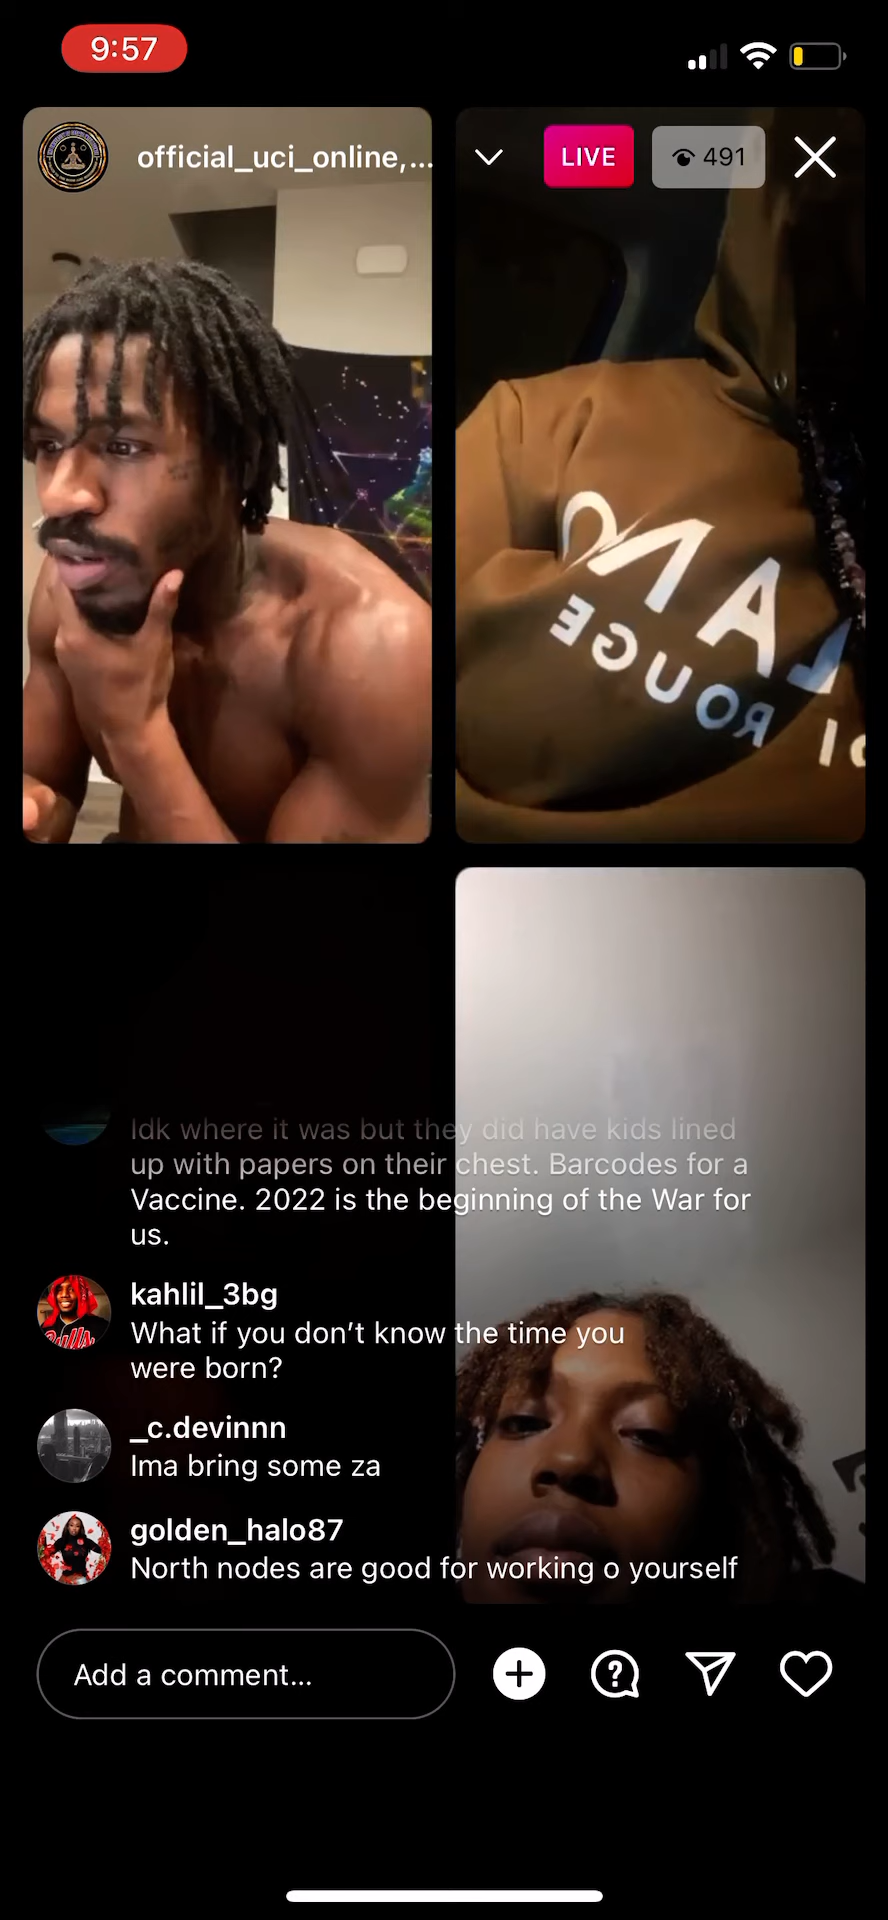 9:57
official_uci_online,...
LIVE
491
ROUGE
Idk where it was but they did have kids lined
up with papers on their chest. Barcodes for a
Vaccine. 2022 is the beginning of the War for
us.
kahlil_3bg
What if you don’t know the time you
were born?
_c.devinnn
Ima bring some za
golden_halo87
North nodes are good for working o yourself
Add a comment...